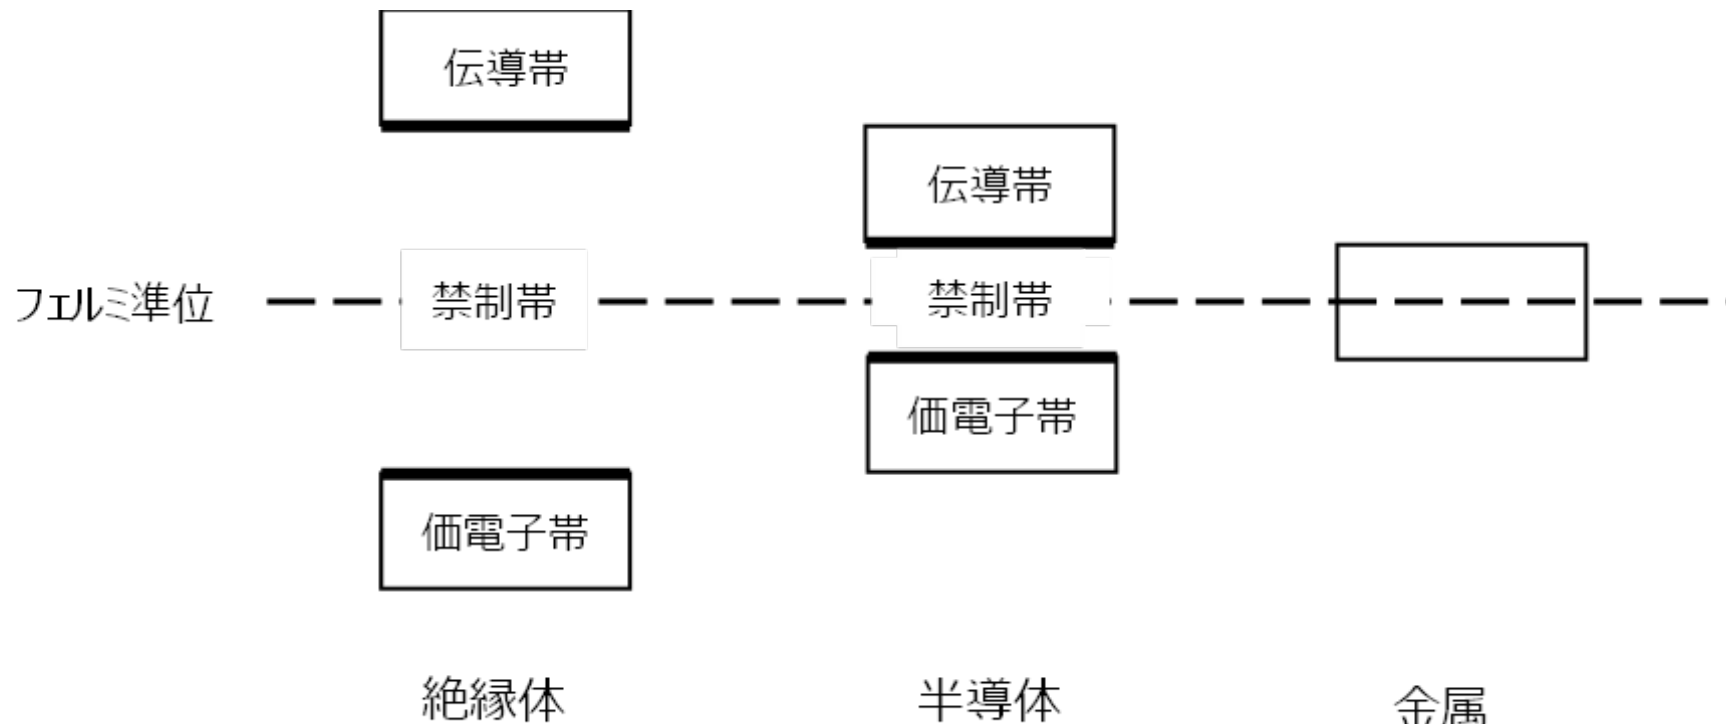 伝導帯
伝導帯
フェルミ準位
禁制帯
禁制帯
価電子帯
価電子帯
絶縁体
半導体
金属